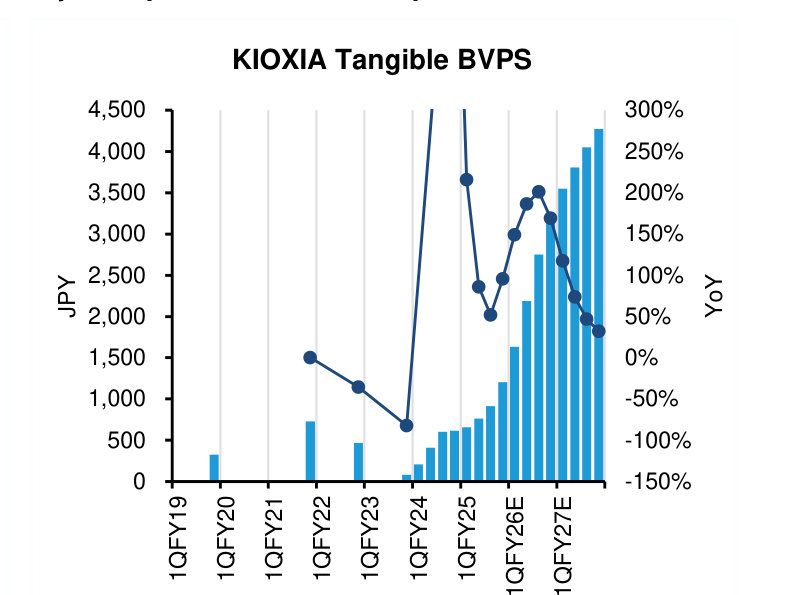 KIOXIA Tangible BVPS
4,500
4,000
3,500
3,000
2,500
2,000
1,500
1,000
500
0
JPY
300%
250%
200%
150%
100%
50%
0%
-50%
-100%
-150%
YoY
1QFY19
1QFY20
1QFY21
1QFY22
1QFY23
1QFY24
1QFY25
1QFY26E
1QFY27E